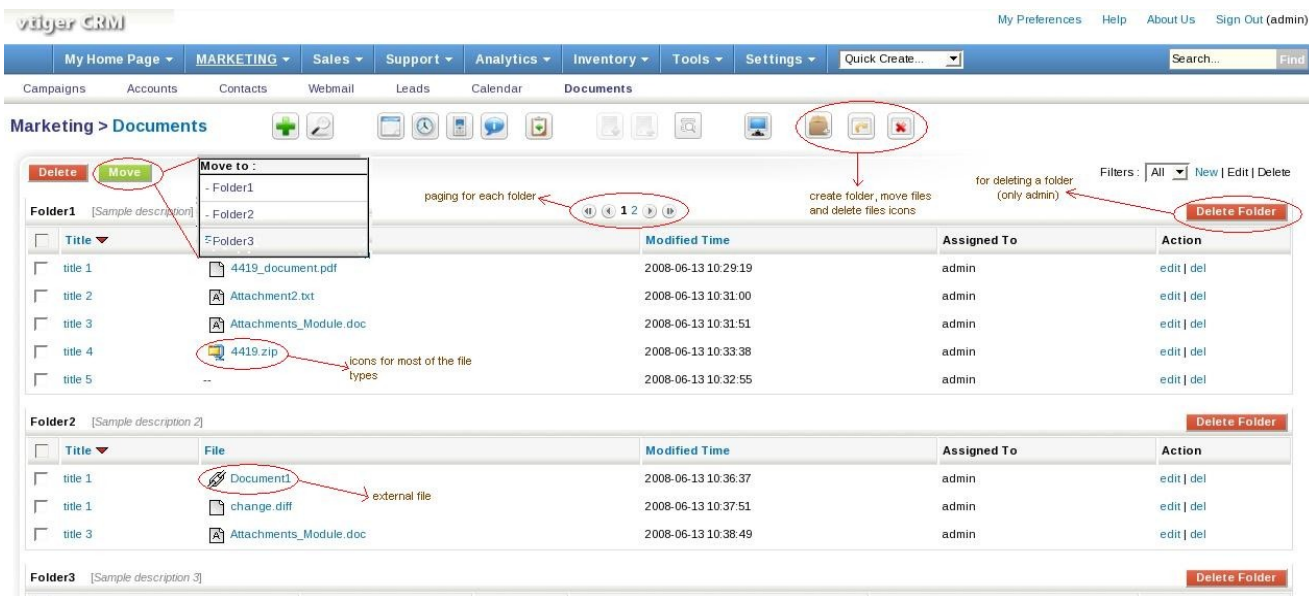 vtiger CRM
My Preferences Help About Us Sign Out (admin)
My Home Page MARKETING Sales Support Analytics Inventory Tools Settings Quick Create... Search... Find
Campaigns Accounts Contacts Webmail Leads Calendar Documents
Marketing > Documents
Delete Move
Move to :
- Folder1
- Folder2
Folder3
paging for each folder
1 2
create folder, move files
and delete files icons
for deleting a folder
(only admin)
Filters : All New | Edit | Delete
Folder1 [Sample description] Delete Folder
Title Modified Time Assigned To Action
title 1 4419_document.pdf 2008-06-13 10:29:19 admin edit | del
title 2 Attachment2.txt 2008-06-13 10:31:00 admin edit | del
title 3 Attachments_Module.doc 2008-06-13 10:31:51 admin edit | del
title 4 4419.zip 2008-06-13 10:33:38 admin edit | del
icons for most of the file
types
title 5 -- 2008-06-13 10:32:55 admin edit | del
Folder2 [Sample description 2] Delete Folder
Title File Modified Time Assigned To Action
title 1 Document1 2008-06-13 10:36:37 admin edit | del
external file
title 1 change.diff 2008-06-13 10:37:51 admin edit | del
title 3 Attachments_Module.doc 2008-06-13 10:38:49 admin edit | del
Folder3 [Sample description 3] Delete Folder